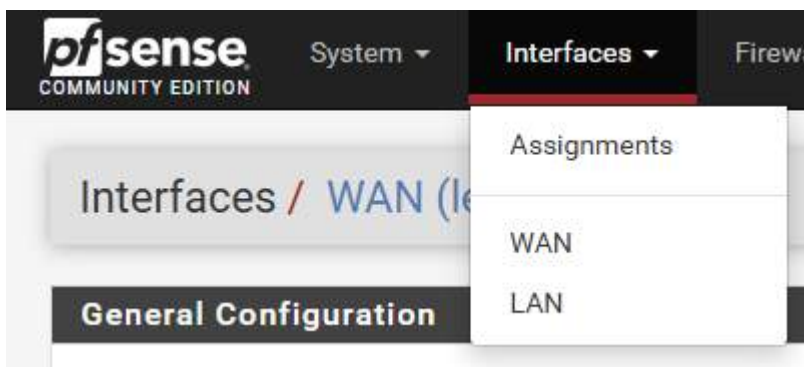 pfsense System Interfaces
COMMUNITY EDITION
Assignments
WAN
LAN
Interfaces / WAN
General Configuration